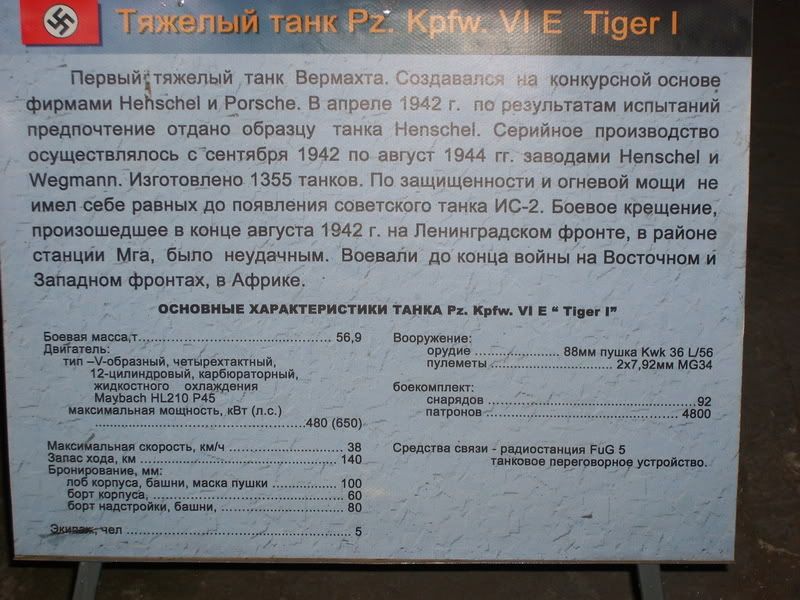 Тяжелый танк Pz. Kpfw. VI E Tiger I
Первый тяжелый танк Вермахта. Создавался на конкурсной основе
фирмами Henschel и Porsche. В апреле 1942 г. по результатам испытаний
предпочтение отдано образцу танка Henschel. Серийное производство
осуществлялось с сентября 1942 по август 1944 гг. заводами Henschel и
Wegmann. Изготовлено 1355 танков. По защищенности и огневой мощи не
имел себе равных до появления советского танка ИС-2. Боевое крещение,
произошедшее в конце августа 1942 г. на Ленинградском фронте, в районе
станции Мга, было неудачным. Воевали до конца войны на Восточном и
Западном фронтах, в Африке.
ОСНОВНЫЕ ХАРАКТЕРИСТИКИ ТАНКА Pz. Kpfw. VI E “ Tiger I”
Боевая масса,т.................................. 56,9
Двигатель:
тип –V-образный, четырехтактный,
12-цилиндровый, карбюраторный,
жидкостного охлаждения
Maybach HL210 P45
максимальная мощность, кВт (л.с.)
.....................................480 (650)
Максимальная скорость, км/ч ................... 38
Запас хода, км ................................. 140
Бронирование, мм:
лоб корпуса, башни, маска пушки ............ 100
борт корпуса,................................. 60
борт надстройки, башни, ..................... 80
Экипаж, чел ..................................... 5
Вооружение:
орудие ................ 88мм пушка Kwk 36 L/56
пулеметы ........................ 2x7,92мм MG34
боекомплект:
снарядов ........................................ 92
патронов ...................................... 4800
Средства связи - радиостанция FuG 5
танковое переговорное устройство.